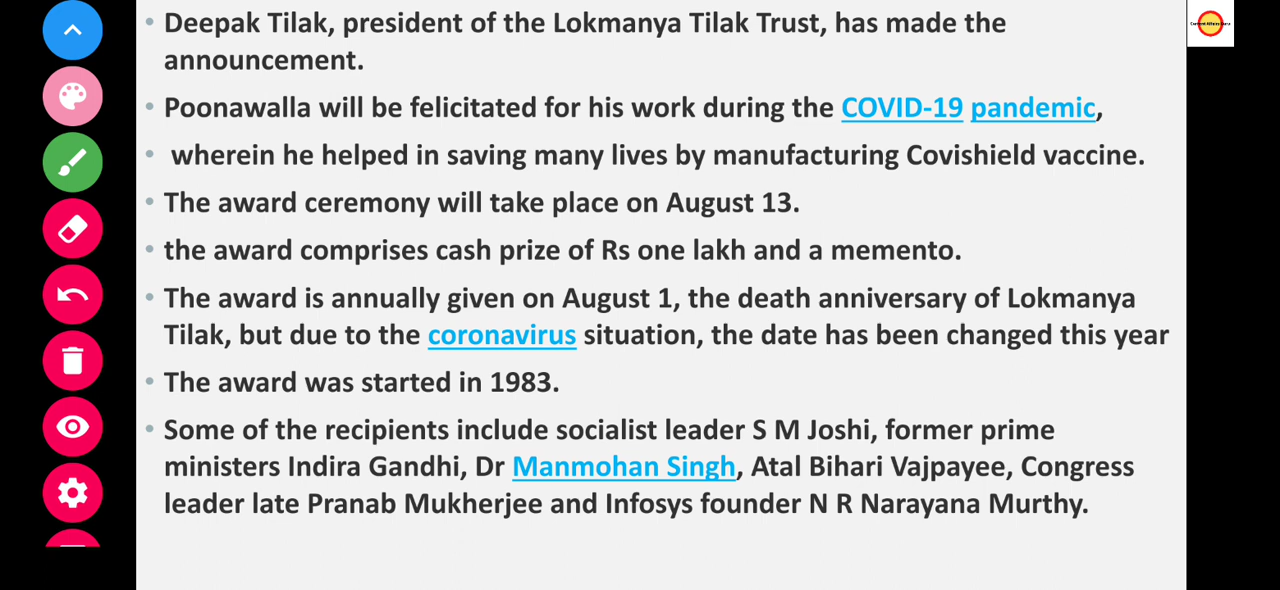 Deepak Tilak, president of the Lokmanya Tilak Trust, has made the
announcement.
Poonawalla will be felicitated for his work during the COVID-19 pandemic,
wherein he helped in saving many lives by manufacturing Covishield vaccine.
The award ceremony will take place on August 13.
the award comprises cash prize of Rs one lakh and a memento.
The award is annually given on August 1, the death anniversary of Lokmanya
Tilak, but due to the coronavirus situation, the date has been changed this year
The award was started in 1983.
Some of the recipients include socialist leader S M Joshi, former prime
ministers Indira Gandhi, Dr Manmohan Singh, Atal Bihari Vajpayee, Congress
leader late Pranab Mukherjee and Infosys founder N R Narayana Murthy.